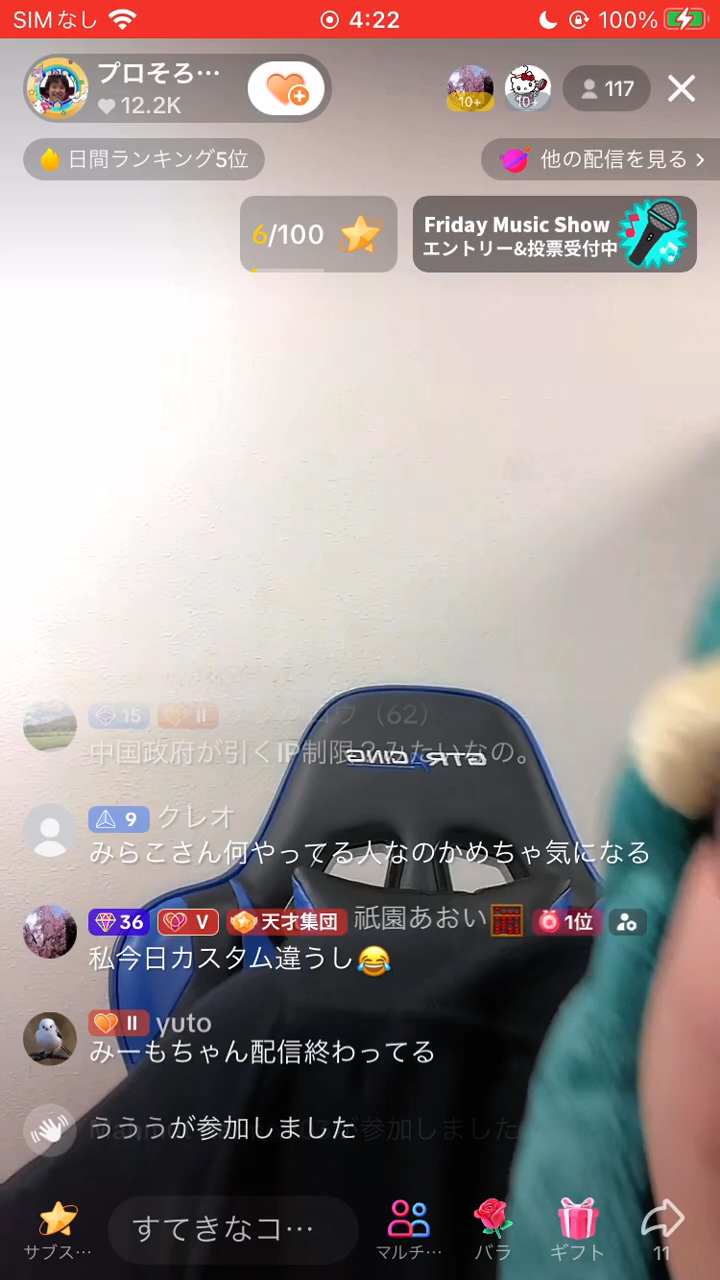 SIMなし
4:22
100%
プロそろ…
12.2K
10+
10+
117
日間ランキング5位
他の配信を見る
6/100
Friday Music Show
エントリー&投票受付中
15 II
(62)
中国政府が引くIP制限？みたいなの。
9 クレオ
みらこさん何やってる人なのかめちゃ気になる
36 V 天才集団 祇園あおい🧮 1位
私今日カスタム違うし😂
II yuto
みーもちゃん配信終わってる
うううが参加しました
サブス…
すてきなコ…
マルチ…
バラ
ギフト
11